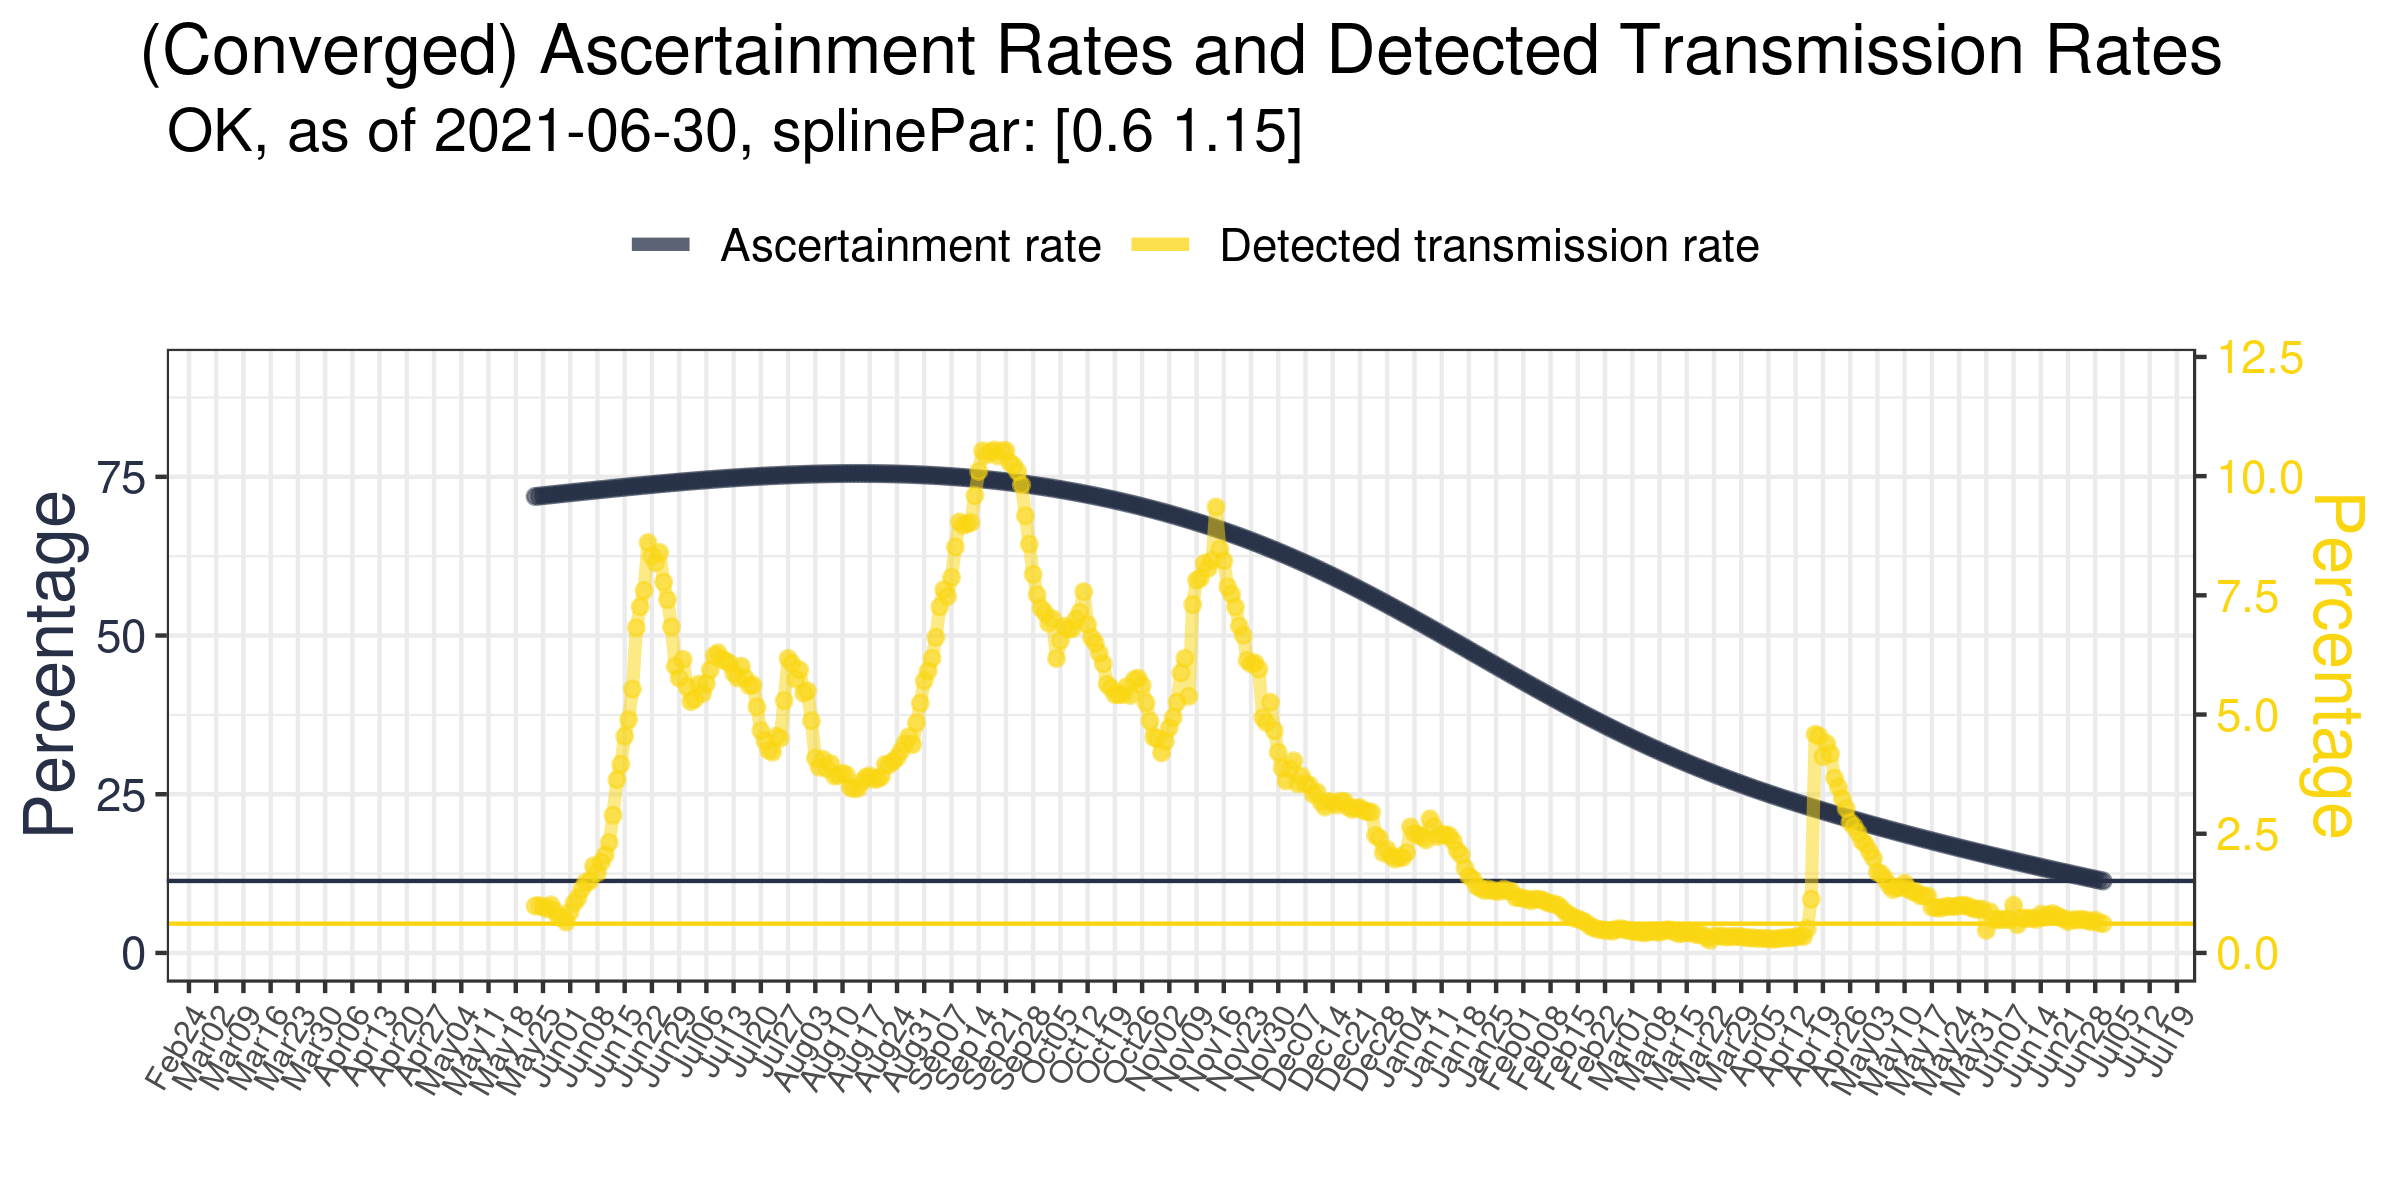 (Converged) Ascertainment Rates and Detected Transmission Rates
OK, as of 2021-06-30, splinePar: [0.6 1.15]
Ascertainment rate
Detected transmission rate
Percentage
75
50
25
0
12.5
10.0
7.5
5.0
2.5
0.0
Percentage
Feb24
Mar02
Mar09
Mar16
Mar23
Mar30
Apr06
Apr13
Apr20
Apr27
May04
May11
May18
May25
Jun01
Jun08
Jun15
Jun22
Jun29
Jul06
Jul13
Jul20
Jul27
Aug03
Aug10
Aug17
Aug24
Aug31
Sep07
Sep14
Sep21
Sep28
Oct05
Oct12
Oct19
Oct26
Nov02
Nov09
Nov16
Nov23
Nov30
Dec07
Dec14
Dec21
Dec28
Jan04
Jan11
Jan18
Jan25
Feb01
Feb08
Feb15
Feb22
Mar01
Mar08
Mar15
Mar22
Mar29
Apr05
Apr12
Apr19
Apr26
May03
May10
May17
May24
May31
Jun07
Jun14
Jun21
Jun28
Jul05
Jul12
Jul19